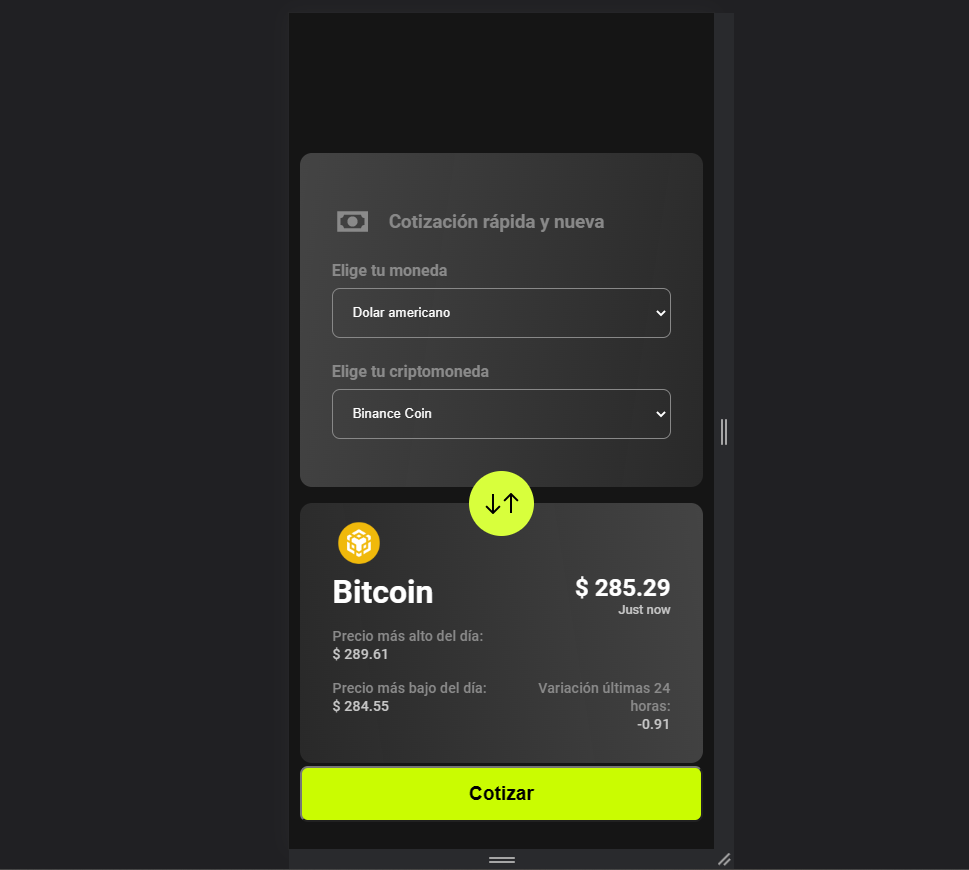 Cotización rápida y nueva
Elige tu moneda
Dolar americano
Elige tu criptomoneda
Binance Coin
Bitcoin
$ 285.29
Just now
Precio más alto del día:
$ 289.61
Precio más bajo del día:
$ 284.55
Variación últimas 24
horas:
-0.91
Cotizar